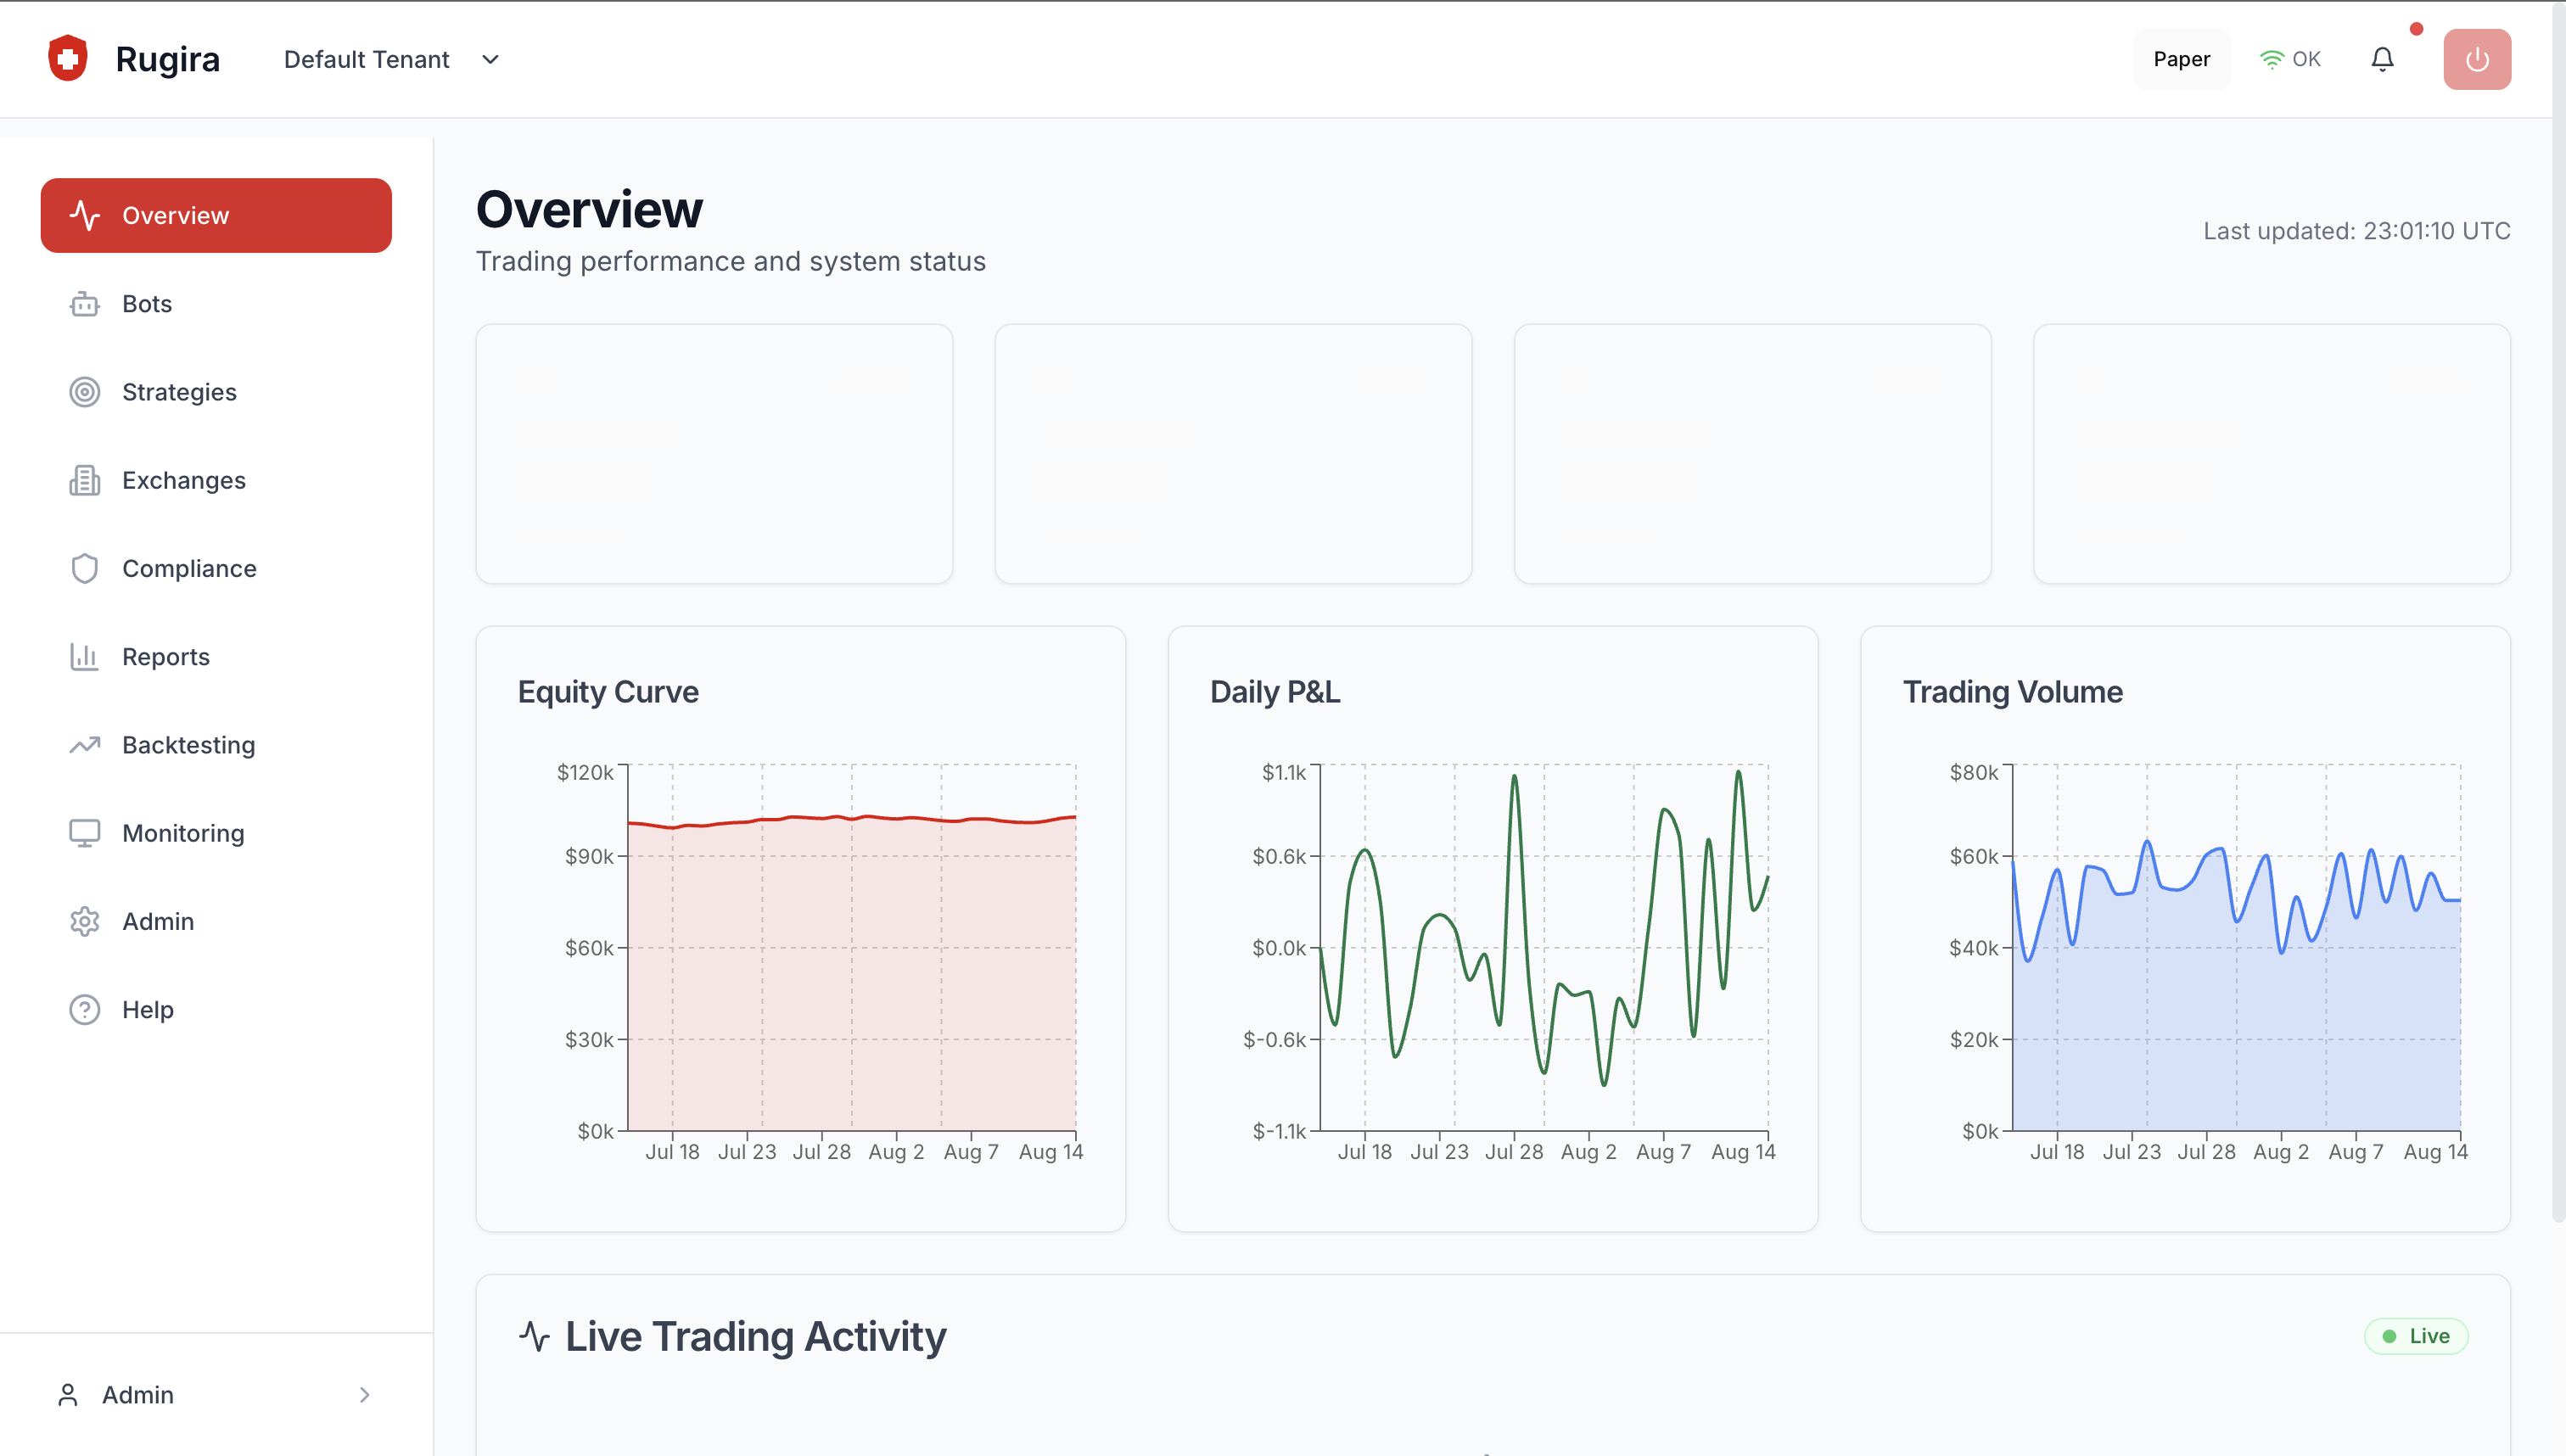 Rugira
Default Tenant
Paper
OK
Overview
Bots
Strategies
Exchanges
Compliance
Reports
Backtesting
Monitoring
Admin
Help
Admin
Overview
Trading performance and system status
Last updated: 23:01:10 UTC
Equity Curve
$120k
$90k
$60k
$30k
$0k
Jul 18 Jul 23 Jul 28 Aug 2 Aug 7 Aug 14
Daily P&L
$1.1k
$0.6k
$0.0k
$-0.6k
$-1.1k
Jul 18 Jul 23 Jul 28 Aug 2 Aug 7 Aug 14
Trading Volume
$80k
$60k
$40k
$20k
$0k
Jul 18 Jul 23 Jul 28 Aug 2 Aug 7 Aug 14
Live Trading Activity
Live